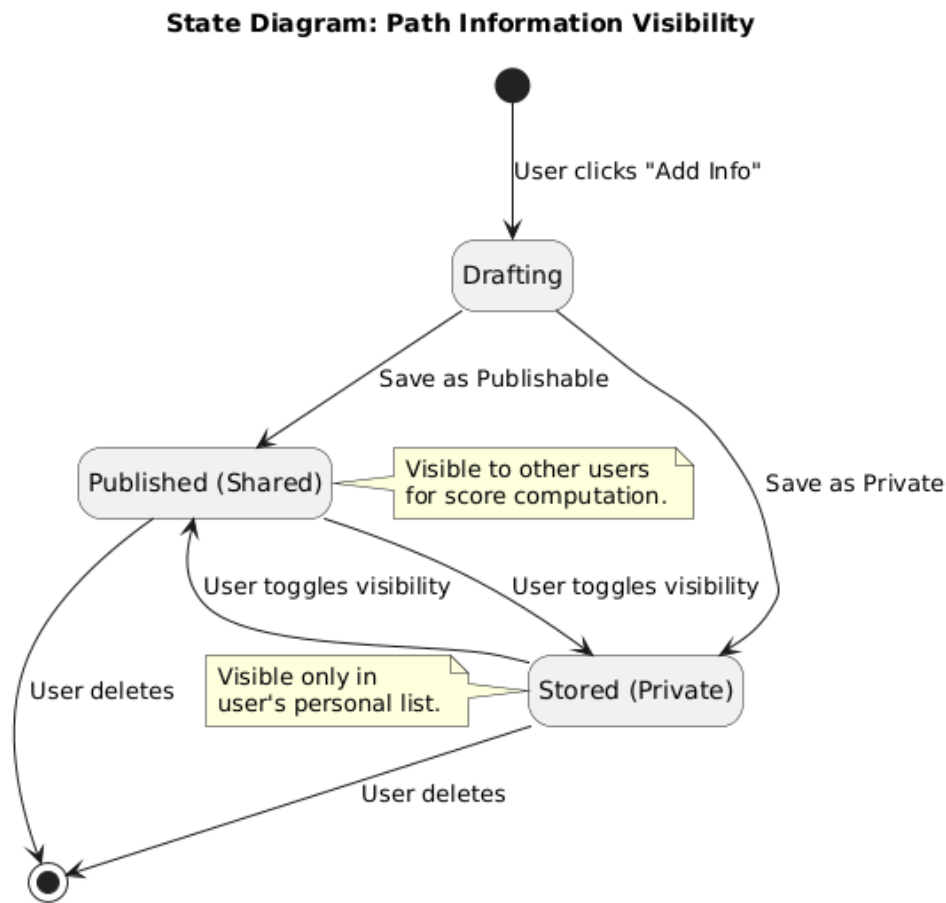 State Diagram: Path Information Visibility
User clicks "Add Info"
Drafting
Save as Publishable
Published (Shared)
Visible to other users
for score computation.
Save as Private
User toggles visibility
User toggles visibility
Visible only in
user's personal list.
Stored (Private)
User deletes
User deletes